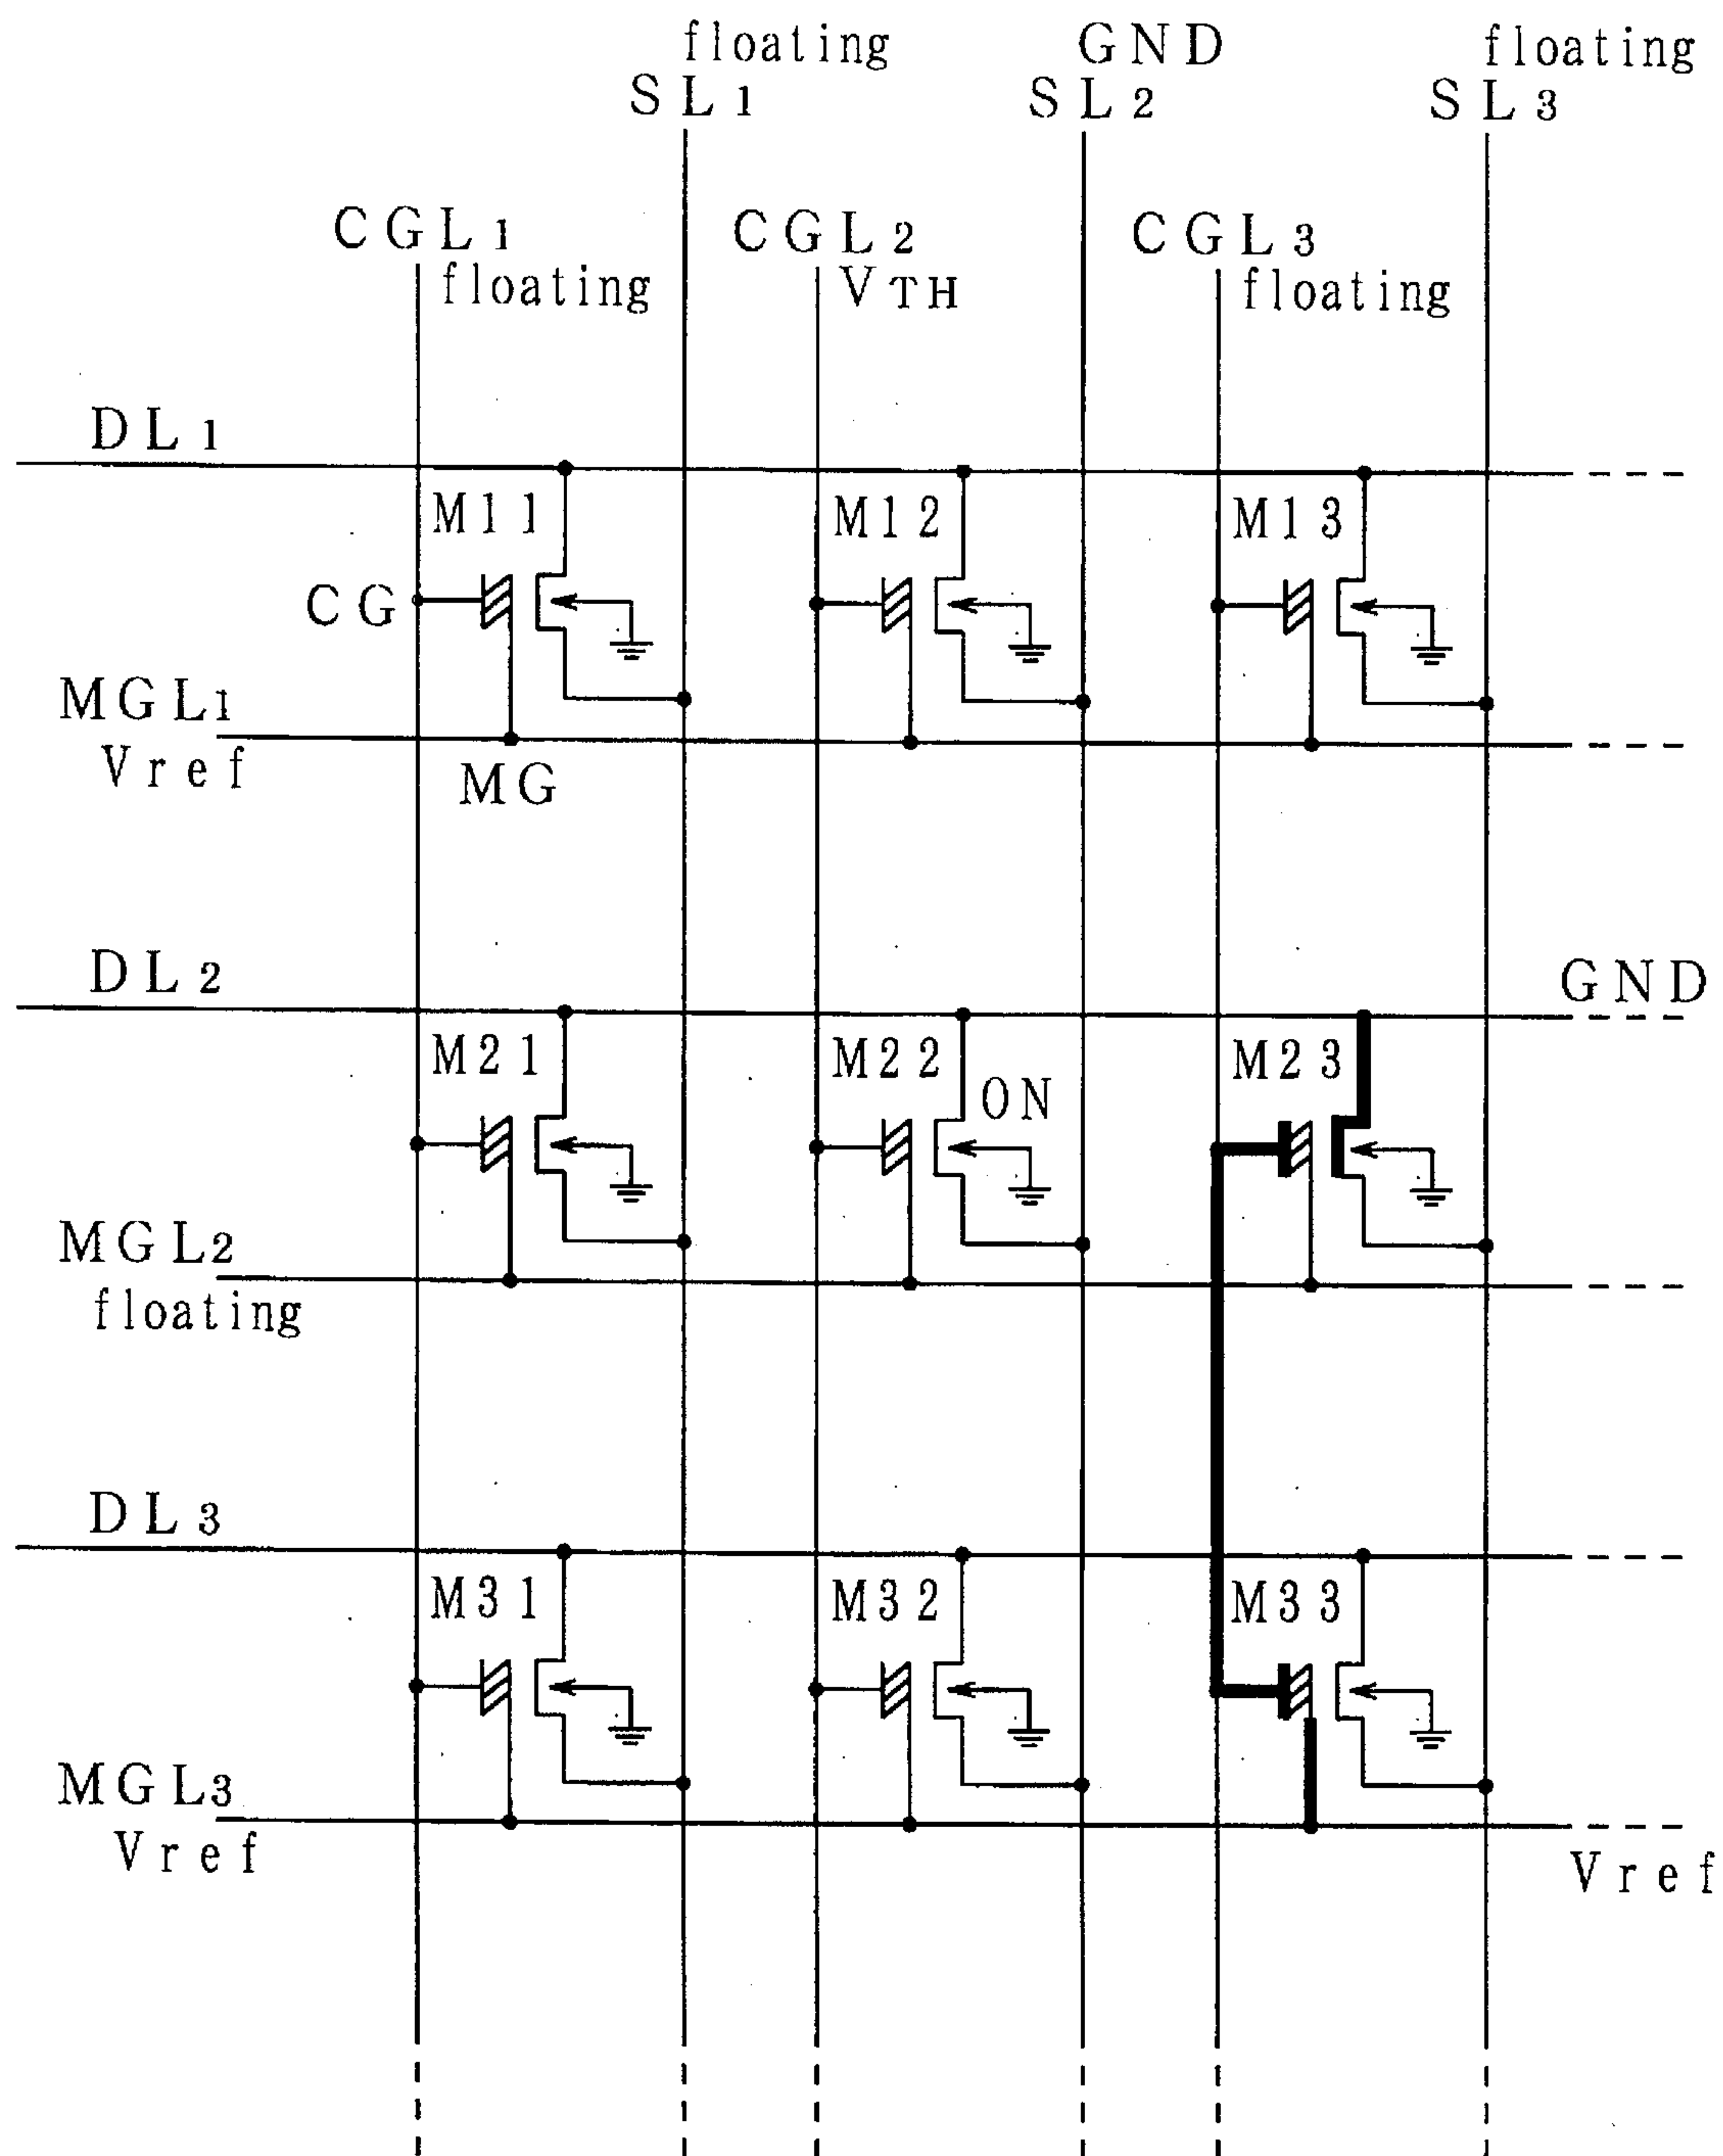 floating GND floating
SL1 SL2 SL3
CGL1 CGL2 CGL3
floating VTH floating
DL1
M11 M12 M13
CG
MGL1
Vref
MG
DL2 GND
M21 M22 M23
ON
MGL2
floating
DL3
M31 M32 M33
MGL3
Vref Vref